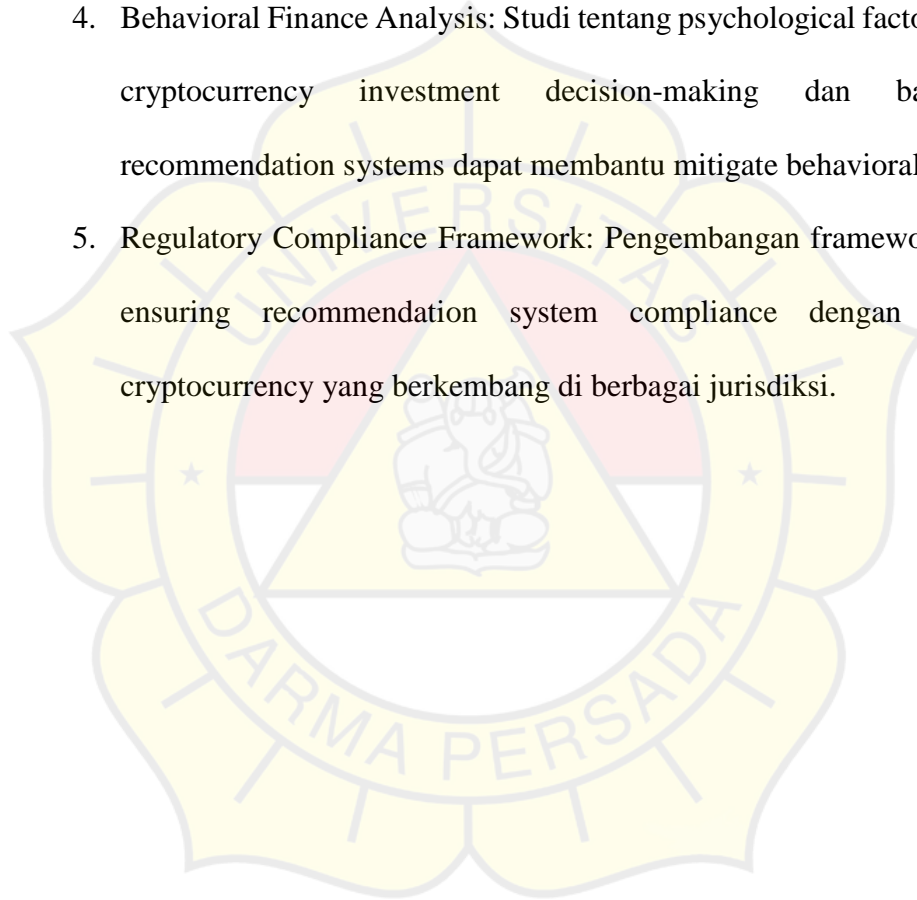 4. Behavioral Finance Analysis: Studi tentang psychological
cryptocurrency investment decision-making dan
recommendation systems dapat membantu mitigate behavioral
5. Regulatory Compliance Framework: Pengembangan
ensuring recommendation system compliance dengan
cryptocurrency yang berkembang di berbagai jurisdiksi.
UNIVERSITAS
DARMA PERSADA